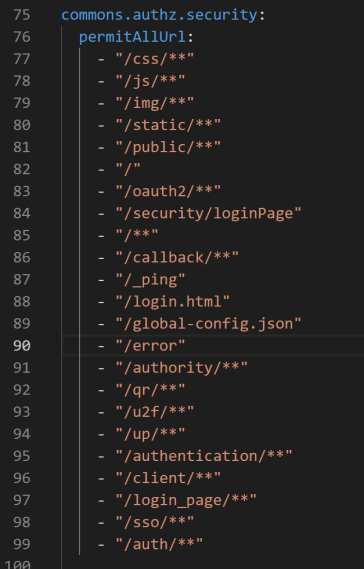 75 commons.authz.security:
76 permitAllUrl:
77 - "/css/**"
78 - "/js/**"
79 - "/img/**"
80 - "/static/**"
81 - "/public/**"
82 - "/"
83 - "/oauth2/**"
84 - "/security/loginPage"
85 - "/**"
86 - "/callback/**"
87 - "/_ping"
88 - "/login.html"
89 - "/global-config.json"
90 - "/error"
91 - "/authority/**"
92 - "/qr/**"
93 - "/u2f/**"
94 - "/up/**"
95 - "/authentication/**"
96 - "/client/**"
97 - "/login_page/**"
98 - "/sso/**"
99 - "/auth/**"
100